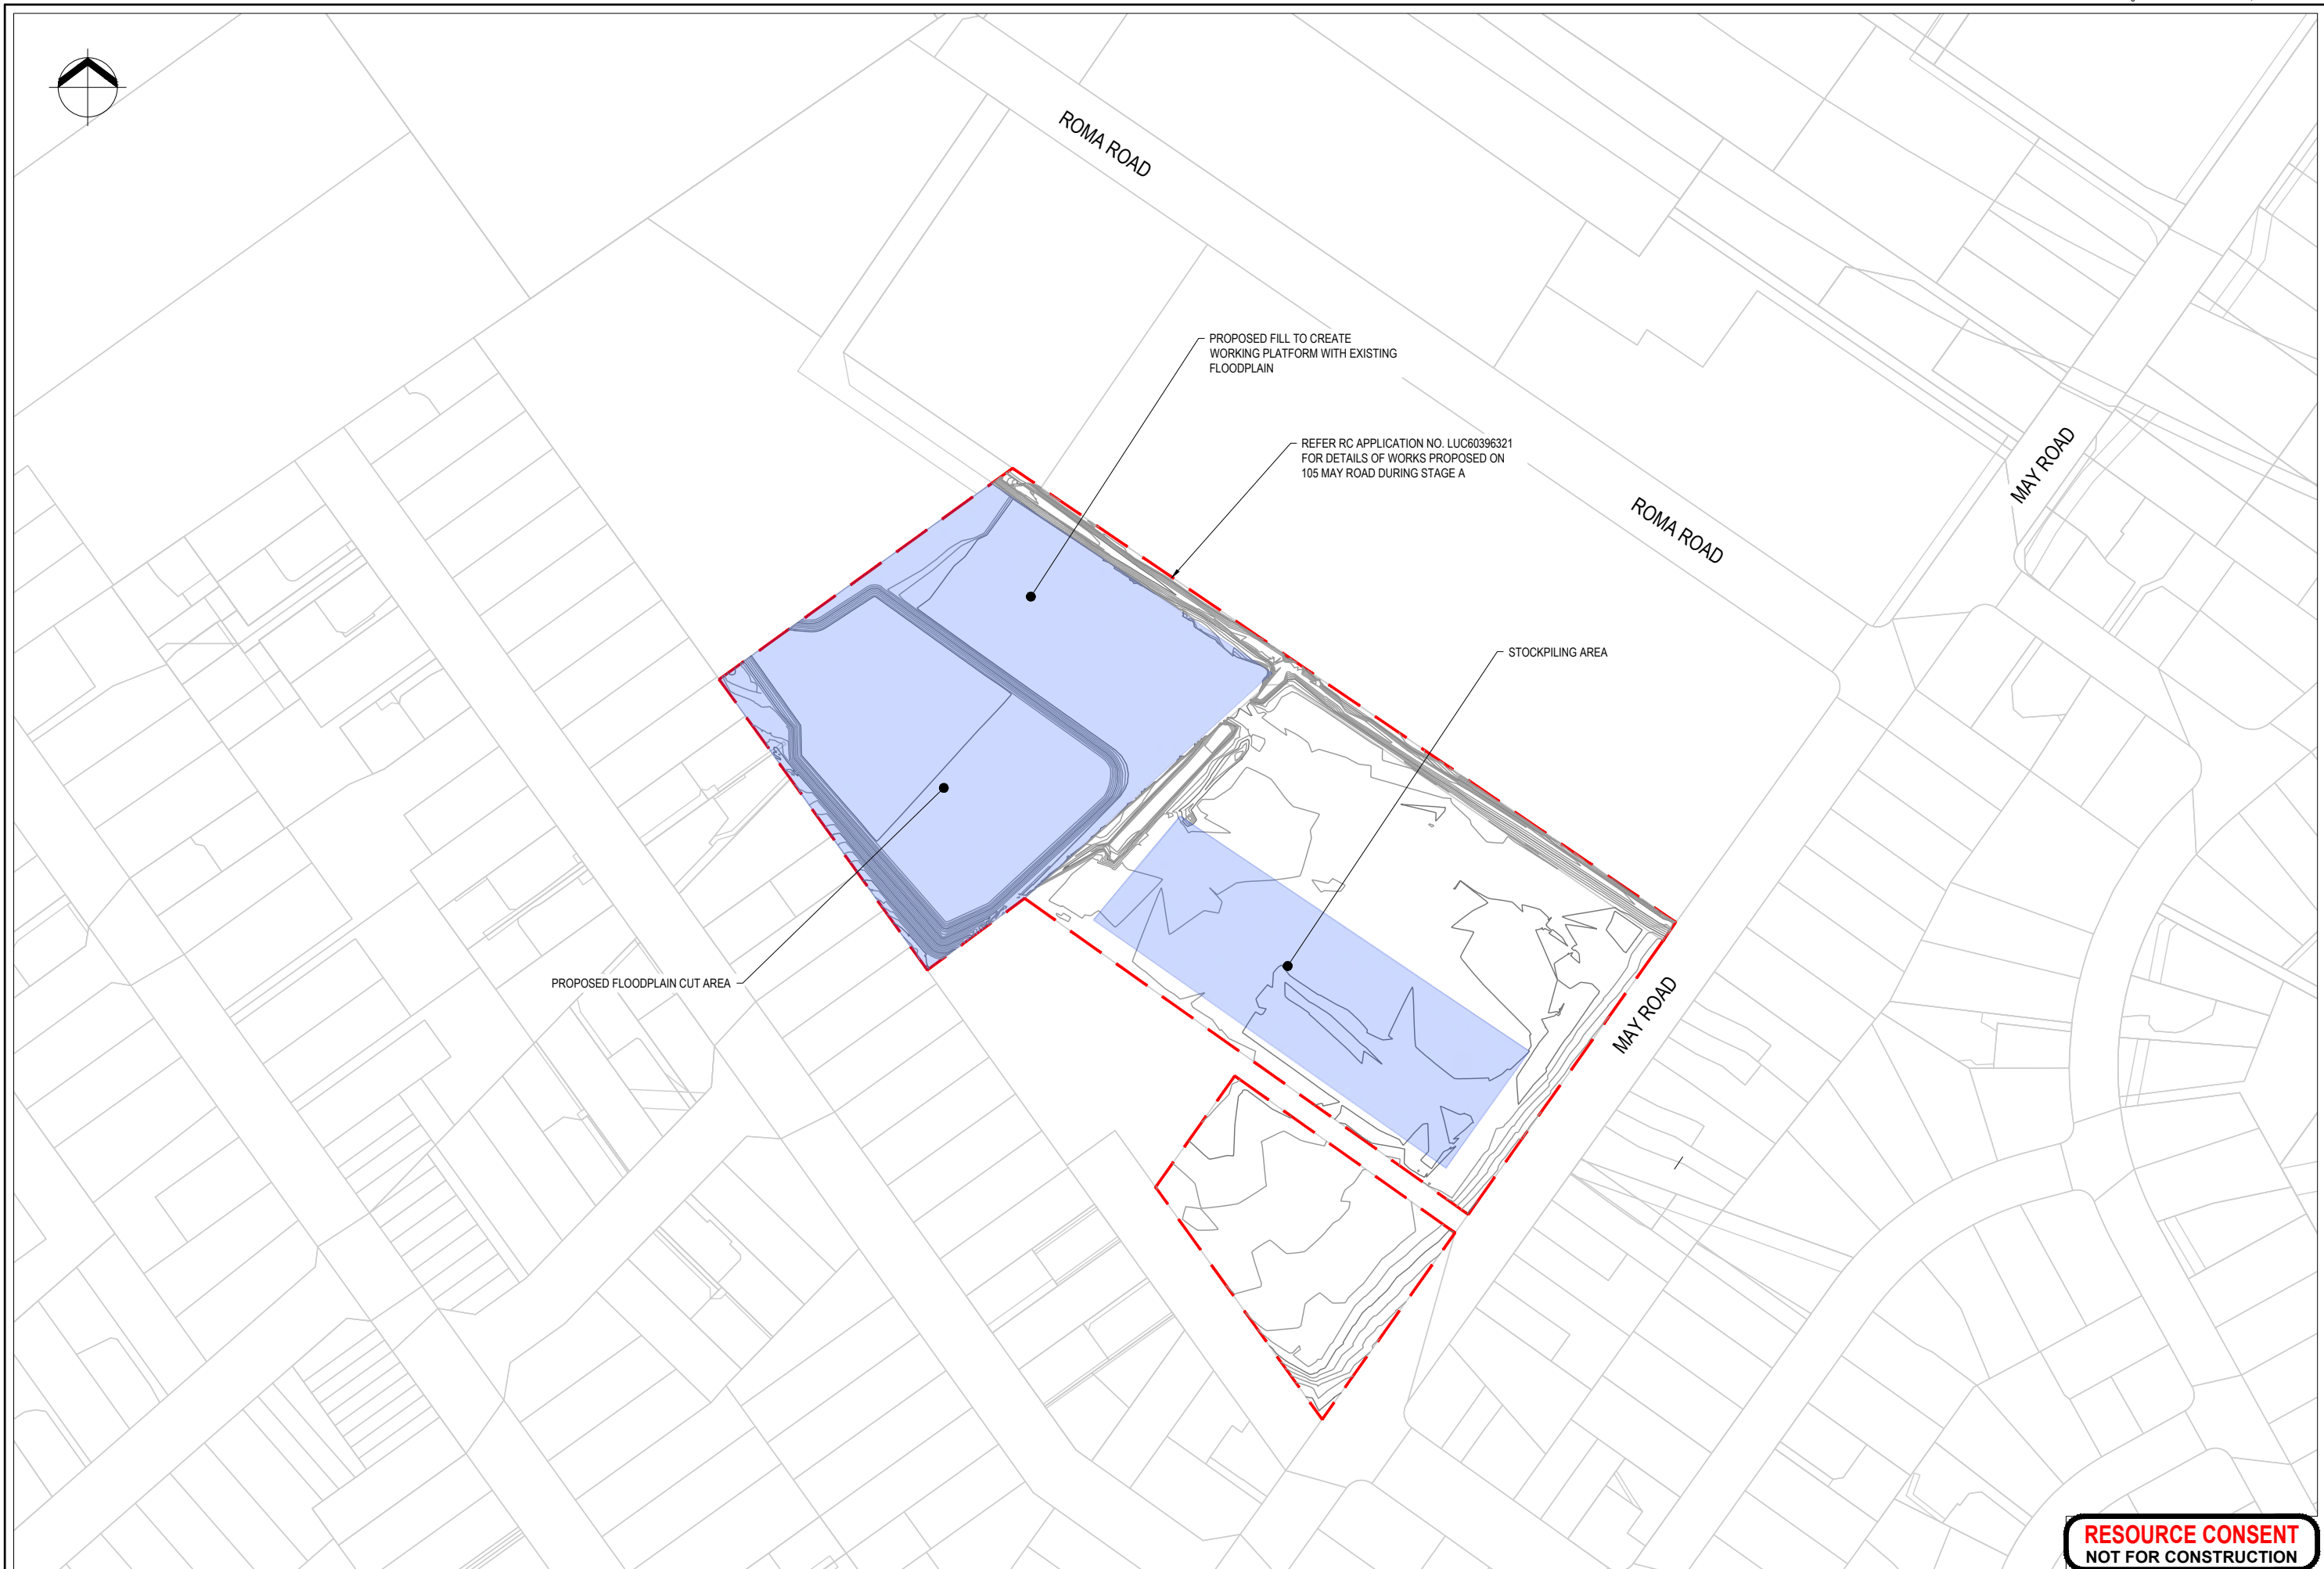 ROMA ROAD
PROPOSED FILL TO CREATE
WORKING PLATFORM WITH EXISTING
FLOODPLAIN
REFER RC APPLICATION NO. LUC60396321
FOR DETAILS OF WORKS PROPOSED ON
105 MAY ROAD DURING STAGE A
MAY ROAD
ROMA ROAD
STOCKPILING AREA
PROPOSED FLOODPLAIN CUT AREA
MAY ROAD
RESOURCE CONSENT
NOT FOR CONSTRUCTION